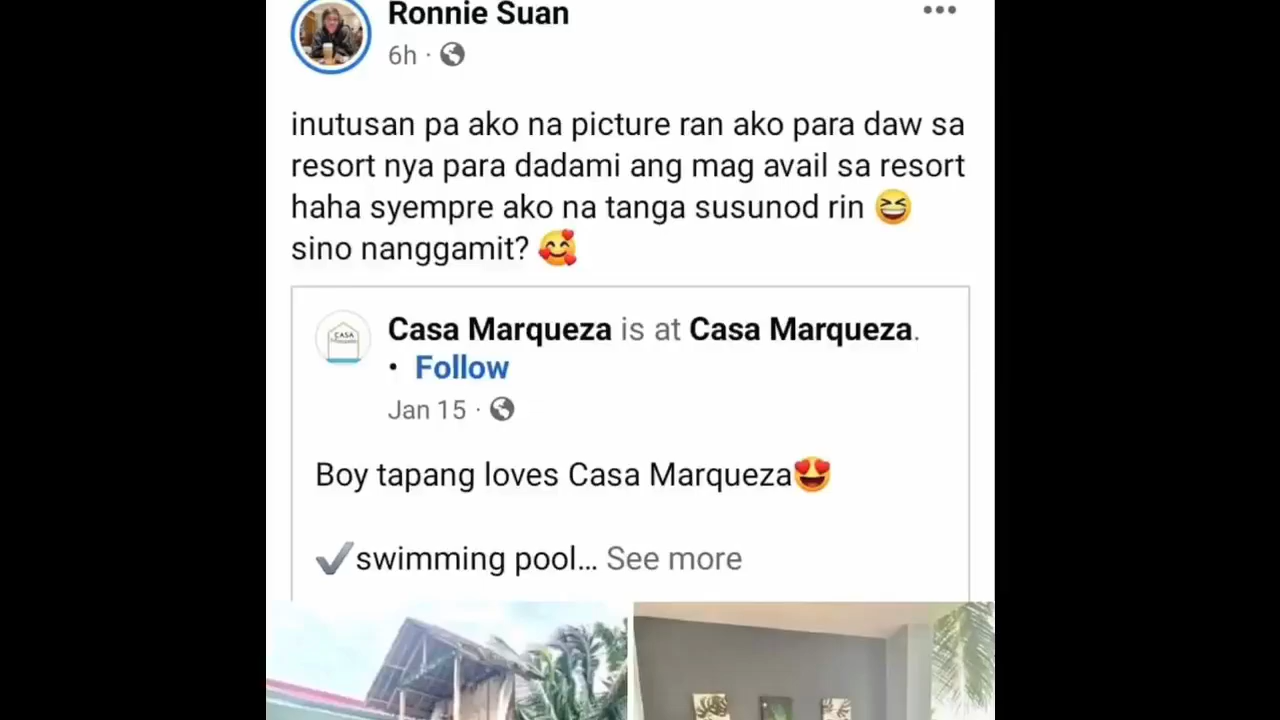 Ronnie Suan
6h ·
inutusan pa ako na picture ran ako para daw sa
resort nya para dadami ang mag avail sa resort
haha syempre ako na tanga susunod rin 😆
sino nanggamit? 🥰
CASA
Casa Marqueza is at Casa Marqueza.
• Follow
Jan 15 ·
Boy tapang loves Casa Marqueza😍
✔swimming pool... See more